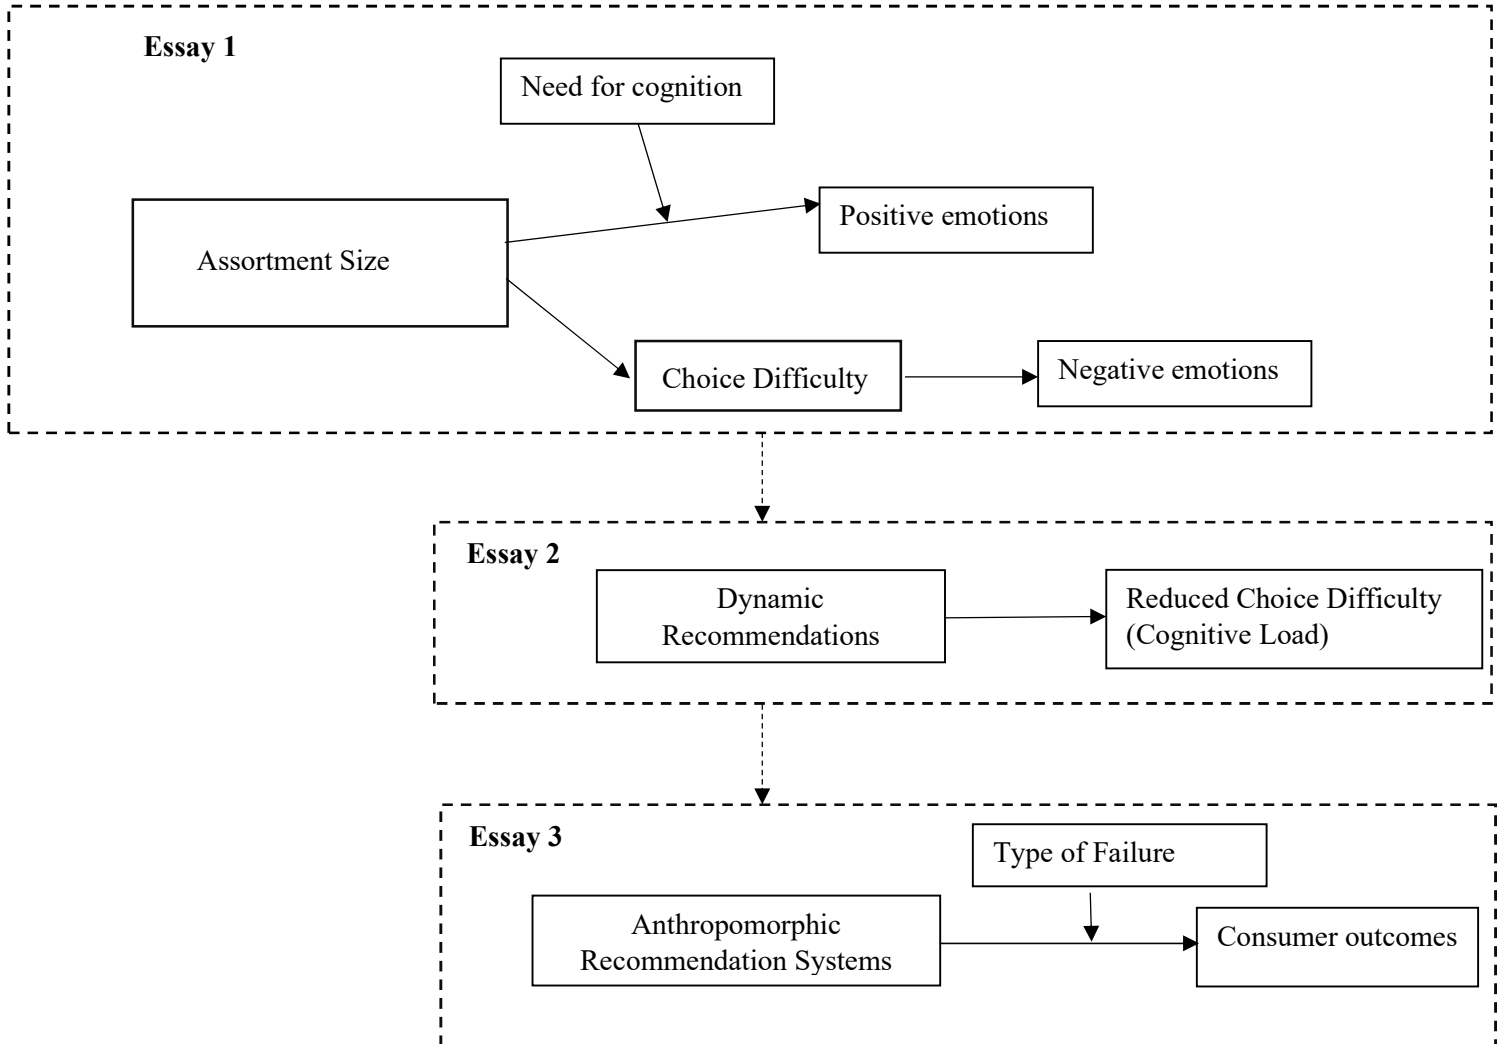 Essay 1
Need for cognition
Positive emotions
Assortment Size
Choice Difficulty
Negative emotions
Essay 2
Dynamic
Recommendations
Reduced Choice Difficulty
(Cognitive Load)
Essay 3
Type of Failure
Anthropomorphic
Recommendation Systems
Consumer outcomes